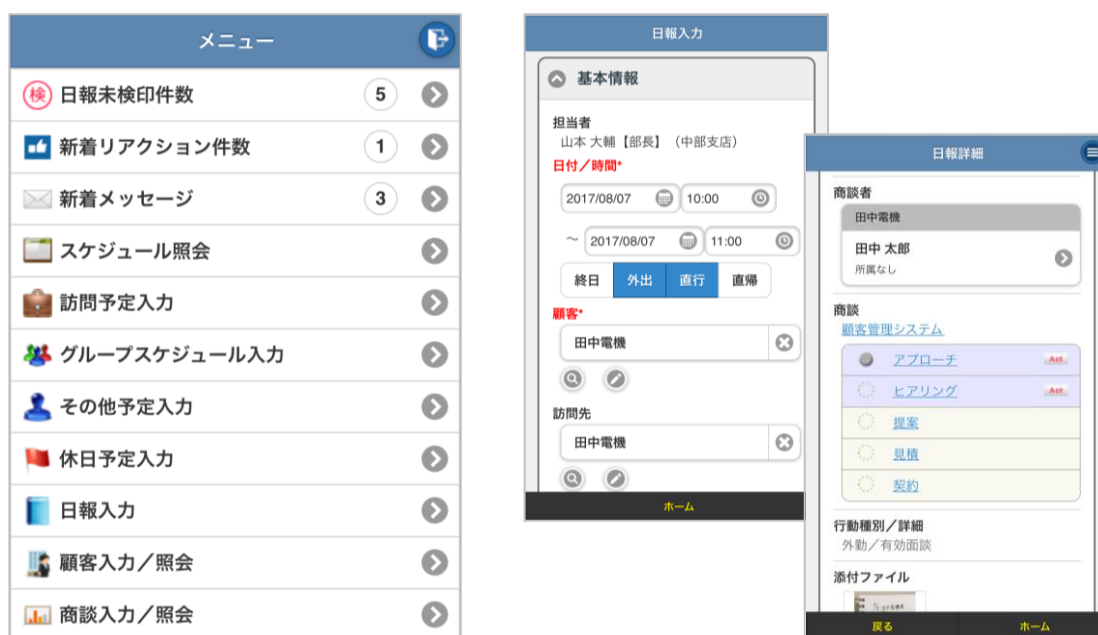 メニュー
検 日報未検印件数 5
新着リアクション件数 1
新着メッセージ 3
スケジュール照会
訪問予定入力
グループスケジュール入力
その他予定入力
休日予定入力
日報入力
顧客入力／照会
商談入力／照会
日報入力
基本情報
担当者
山本 大輔【部長】（中部支店）
日付／時間*
2017/08/07 10:00
～ 2017/08/07 11:00
終日 外出 直行 直帰
顧客*
田中電機
訪問先
田中電機
ホーム
日報詳細
商談者
田中電機
田中 太郎
所属なし
商談
顧客管理システム
アプローチ Act
ヒアリング Act
提案
見積
契約
行動種別／詳細
外勤／有効面談
添付ファイル
戻る ホーム